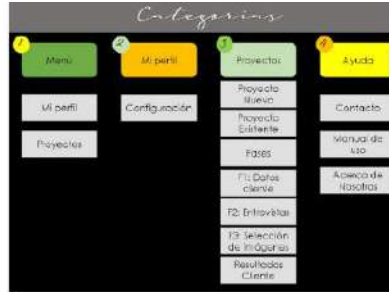 Categorías
1
Menú
Mi perfil
Proyectos
2
Mi perfil
Configuración
3
Proyectos
Proyecto
Nuevo
Proyecto
Existente
Fases
F1: Datos
cliente
F2: Entrevistas
F3: Selección
de imágenes
Resultados
Cliente
4
Ayuda
Contacto
Manual de
uso
Acerca de
Nosotros